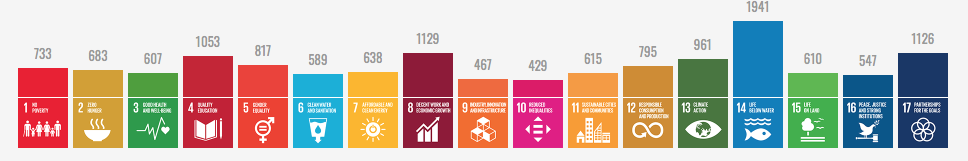 733
683
607
1053
817
589
638
1129
467
429
615
795
961
1941
610
547
1126
1 NO
POVERTY
2 ZERO
HUNGER
3 GOOD HEALTH
AND WELL-BEING
4 QUALITY
EDUCATION
5 GENDER
EQUALITY
6 CLEAN WATER
AND SANITATION
7 AFFORDABLE AND
CLEAN ENERGY
8 DECENT WORK AND
ECONOMIC GROWTH
9 INDUSTRY, INNOVATION
AND INFRASTRUCTURE
10 REDUCED
INEQUALITIES
11 SUSTAINABLE CITIES
AND COMMUNITIES
12 RESPONSIBLE
CONSUMPTION
AND PRODUCTION
13 CLIMATE
ACTION
14 LIFE
BELOW WATER
15 LIFE
ON LAND
16 PEACE, JUSTICE
AND STRONG
INSTITUTIONS
17 PARTNERSHIPS
FOR THE GOALS